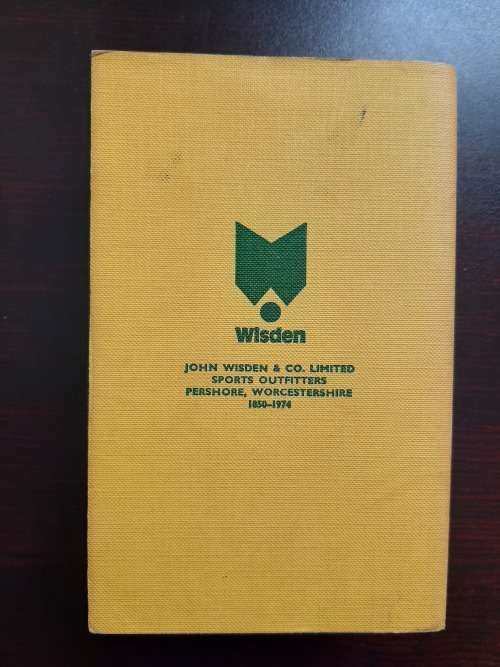 Wisden
JOHN WISDEN & CO. LIMITED
SPORTS OUTFITTERS
PERSHORE, WORCESTERSHIRE
1850–1974